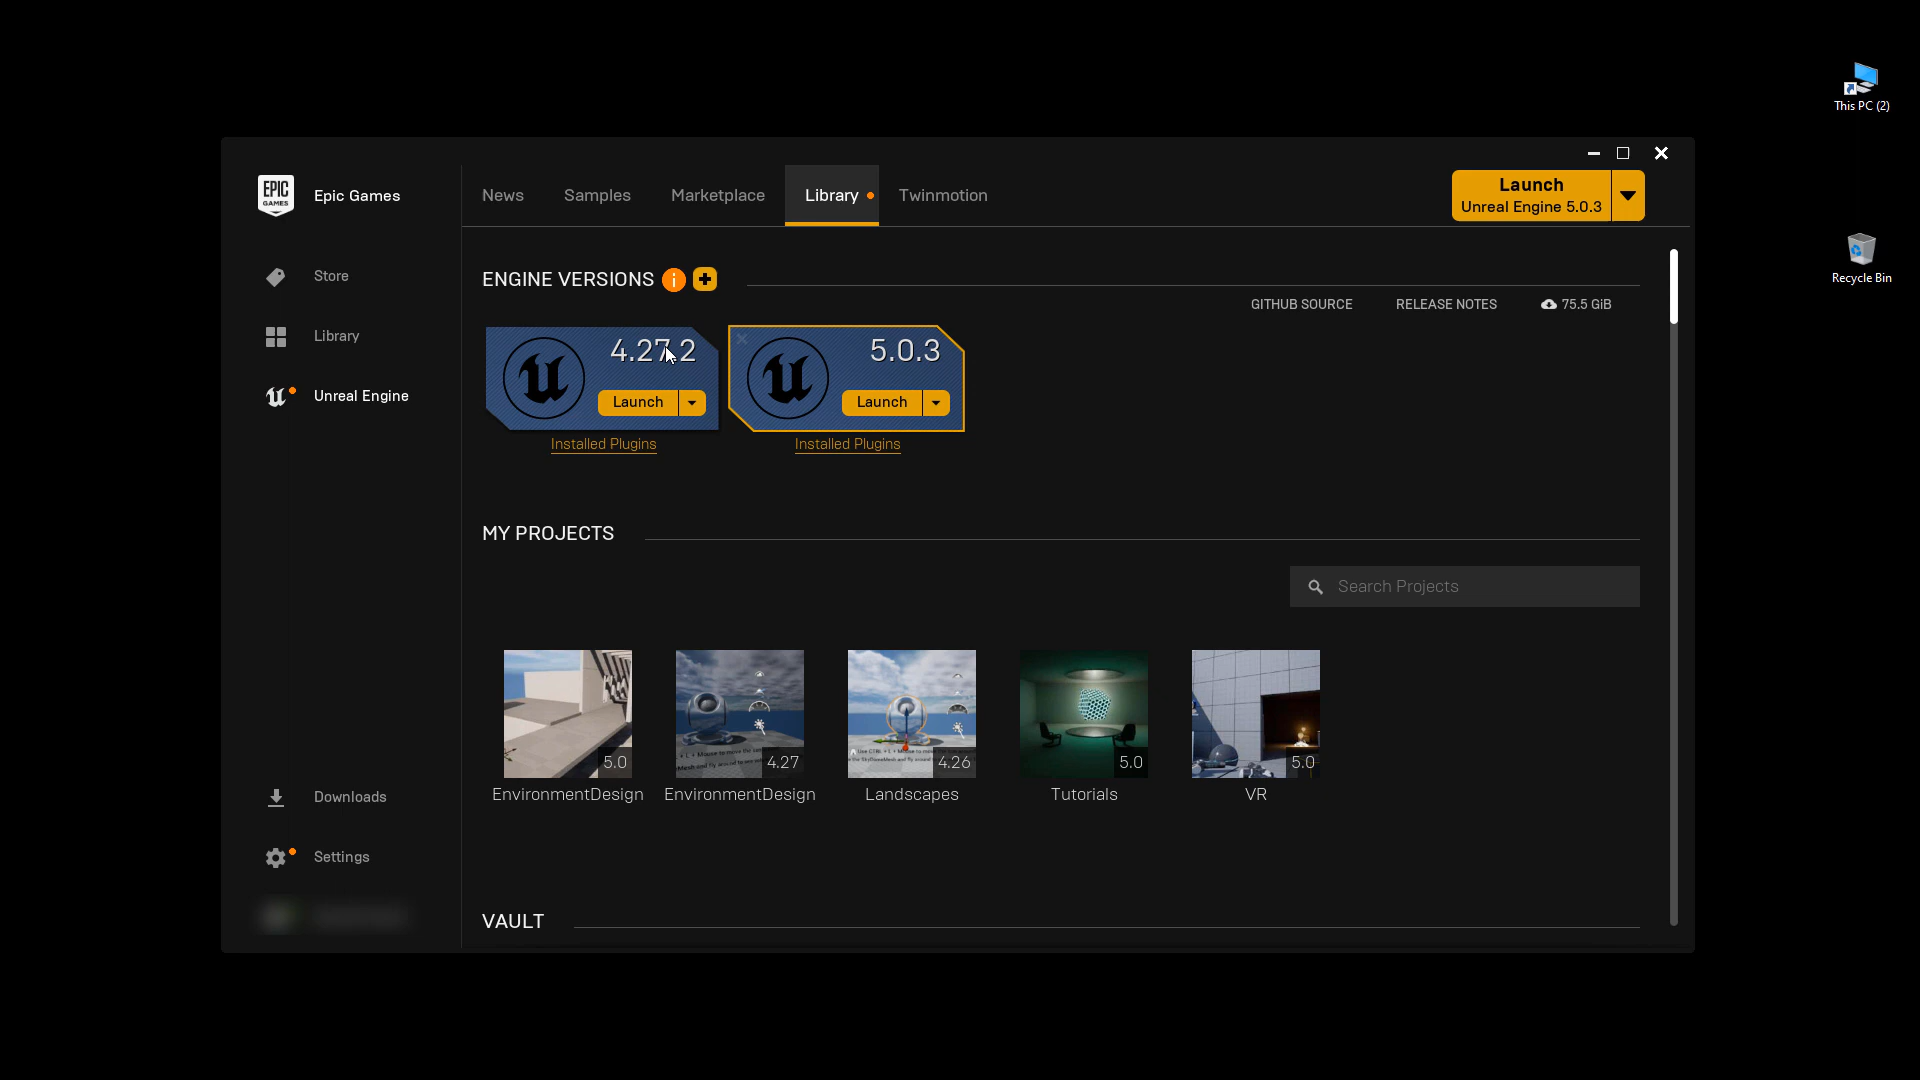 This PC (2)
Recycle Bin
EPIC
GAMES
Epic Games
News
Samples
Marketplace
Library
Twinmotion
Launch
Unreal Engine 5.0.3
Store
Library
Unreal Engine
Downloads
Settings
ENGINE VERSIONS
GITHUB SOURCE
RELEASE NOTES
75.5 GiB
4.27.2
Launch
Installed Plugins
5.0.3
Launch
Installed Plugins
MY PROJECTS
Search Projects
5.0
EnvironmentDesign
4.27
EnvironmentDesign
4.26
Landscapes
5.0
Tutorials
5.0
VR
VAULT